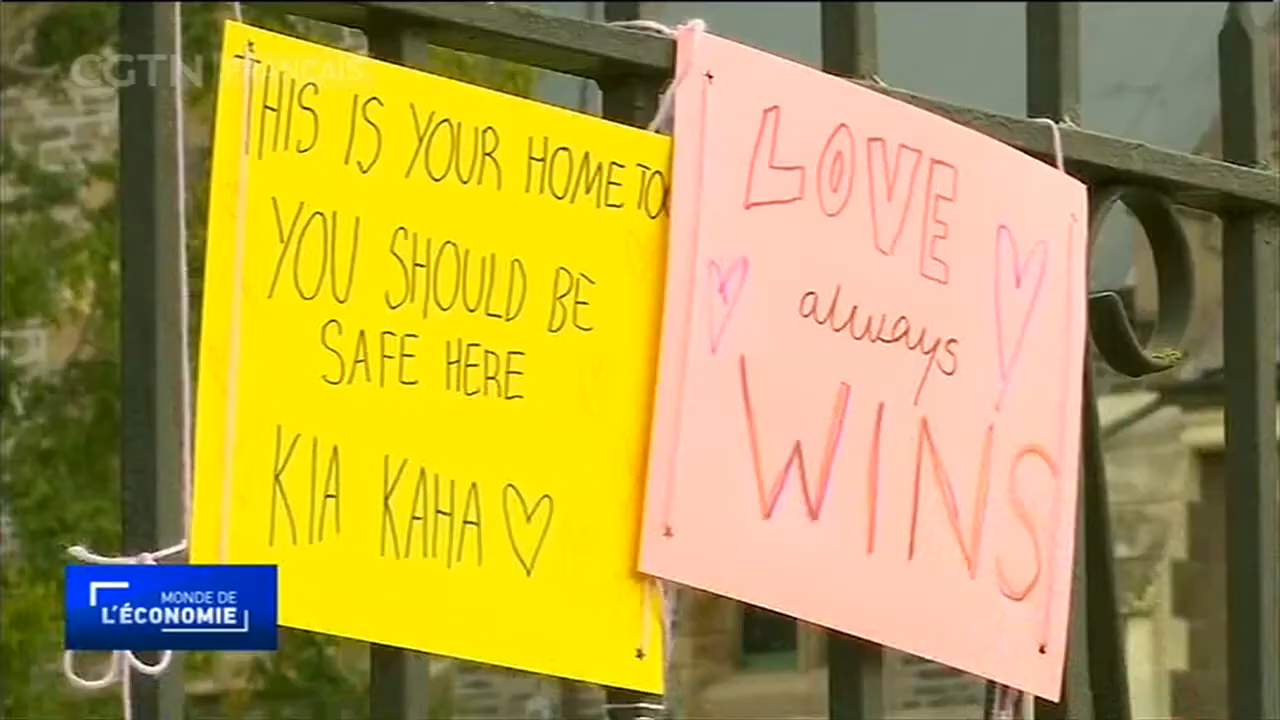 CGTN FRANÇAIS
THIS IS YOUR HOME TO
YOU SHOULD BE
SAFE HERE
KIA KAHA
LOVE
always
WINS
MONDE DE
L'ÉCONOMIE